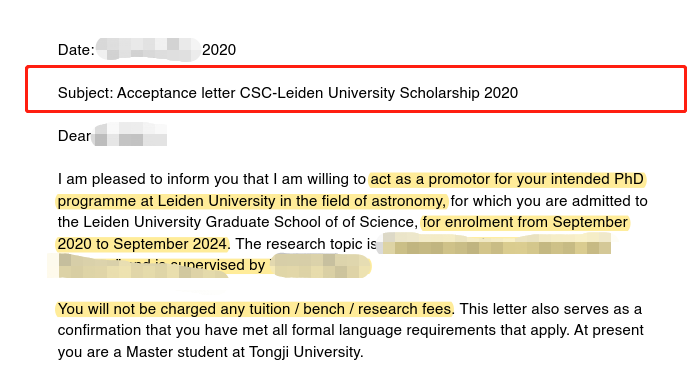 Date: 2020
Subject: Acceptance letter CSC-Leiden University Scholarship 2020
Dear
I am pleased to inform you that I am willing to act as a promotor for your intended PhD
programme at Leiden University in the field of astronomy, for which you are admitted to
the Leiden University Graduate School of of Science, for enrolment from September
2020 to September 2024. The research topic is
and is supervised by
You will not be charged any tuition / bench / research fees. This letter also serves as a
confirmation that you have met all formal language requirements that apply. At present
you are a Master student at Tongji University.